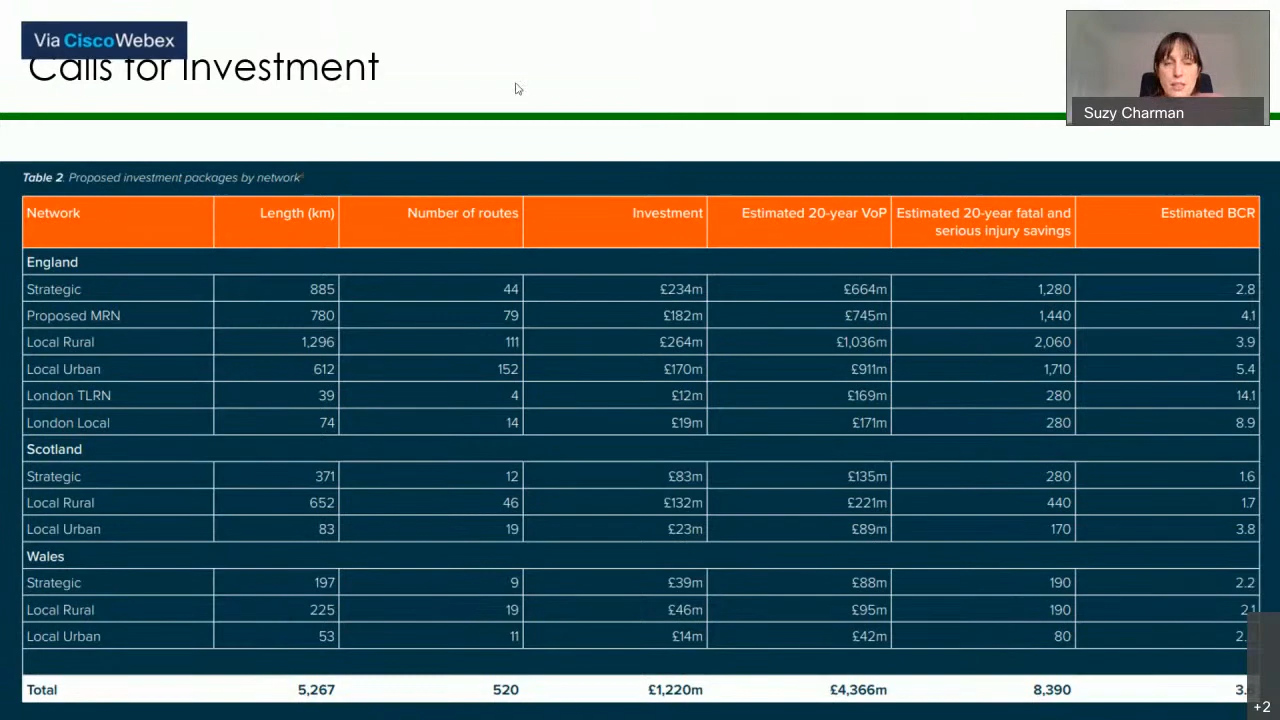 Via Cisco Webex
Calls for Investment
Suzy Charman
Table 2. Proposed investment packages by network
Network Length (km) Number of routes Investment Estimated 20-year VoP Estimated 20-year fatal and serious injury savings Estimated BCR
England
Strategic 885 44 £234m £664m 1,280 2.8
Proposed MRN 780 79 £182m £745m 1,440 4.1
Local Rural 1,296 111 £264m £1,036m 2,060 3.9
Local Urban 612 152 £170m £911m 1,710 5.4
London TLRN 39 4 £12m £169m 280 14.1
London Local 74 14 £19m £171m 280 8.9
Scotland
Strategic 371 12 £83m £135m 280 1.6
Local Rural 652 46 £132m £221m 440 1.7
Local Urban 83 19 £23m £89m 170 3.8
Wales
Strategic 197 9 £39m £88m 190 2.2
Local Rural 225 19 £46m £95m 190 2.1
Local Urban 53 11 £14m £42m 80
Total 5,267 520 £1,220m £4,366m 8,390
+2